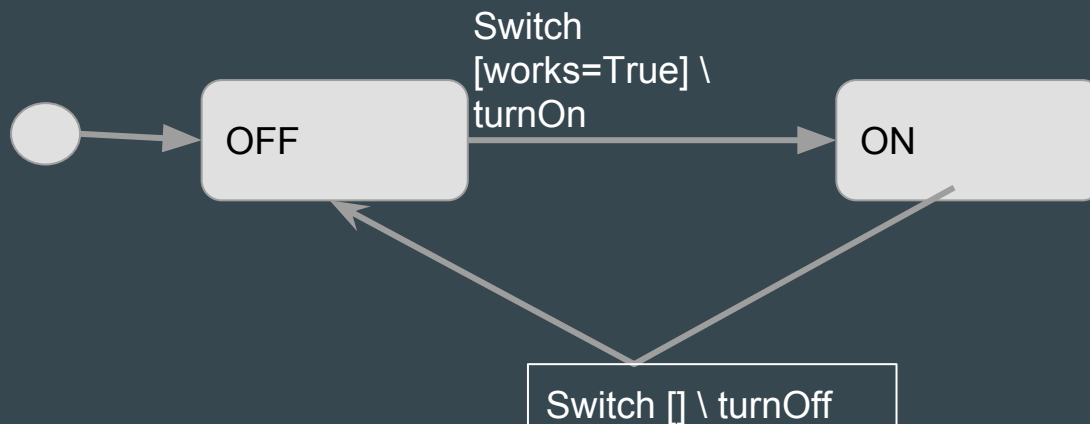 Switch
[works=True] \
turnOn
OFF
ON
Switch [] \ turnOff